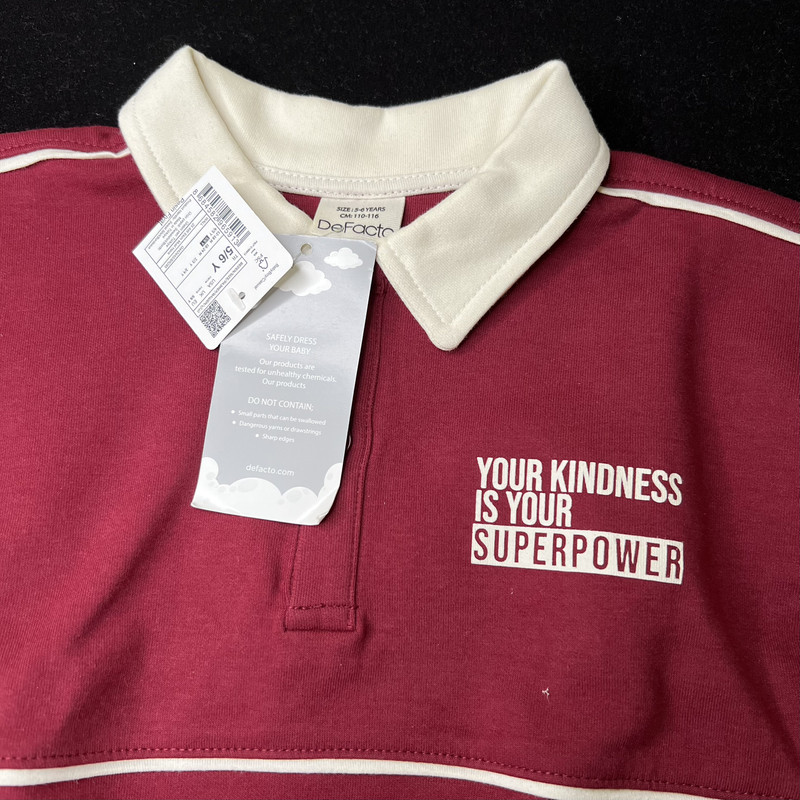 SIZE: 5-6 YEARS
CM: 110-116
DeFacto
5/6 Y
SAFELY DRESS
YOUR BABY
Our products are
tested for unhealthy chemicals.
Our products
DO NOT CONTAIN:
Small parts that can be swallowed
Dangerous yarns or drawstrings
Sharp edges
defacto.com
YOUR KINDNESS
IS YOUR
SUPERPOWER